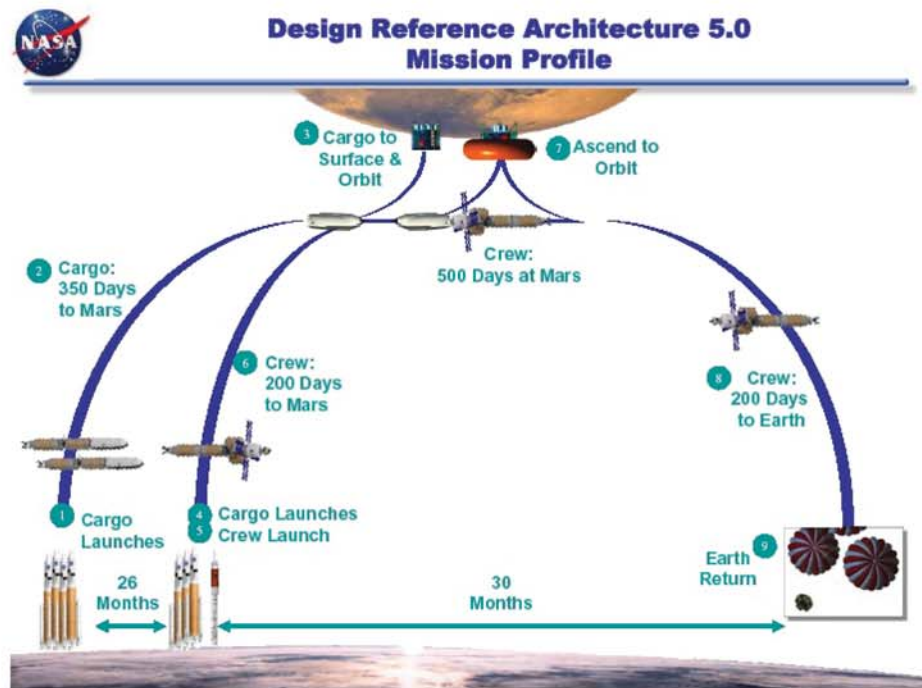 NASA
Design Reference Architecture 5.0
Mission Profile
3 Cargo to
Surface &
Orbit
7 Ascend to
Orbit
Crew:
500 Days at Mars
2 Cargo:
350 Days
to Mars
6 Crew:
200 Days
to Mars
8 Crew:
200 Days
to Earth
1 Cargo
Launches
4 Cargo Launches
5 Crew Launch
9 Earth
Return
26
Months
30
Months